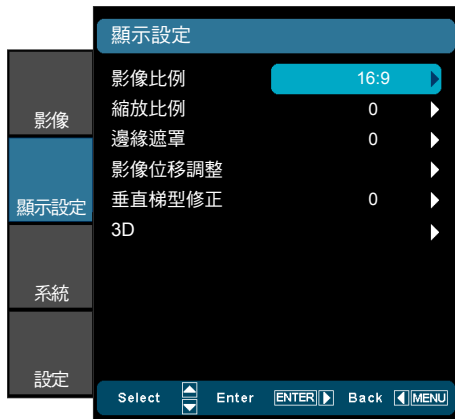 顯示設定
影像
顯示設定
系統
設定
影像比例 16:9
縮放比例 0
邊緣遮罩 0
影像位移調整
垂直梯型修正 0
3D
Select Enter ENTER Back MENU